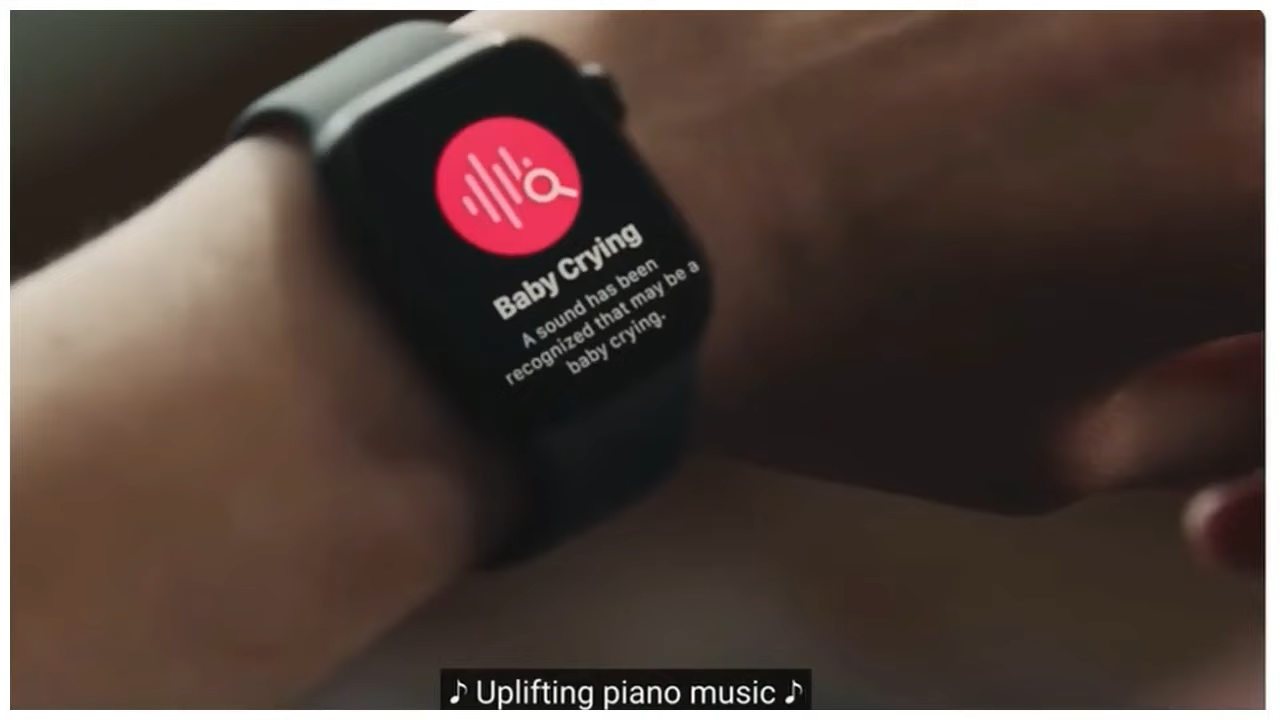 Baby Crying
A sound has been
recognized that may be a
baby crying.
♪ Uplifting piano music ♪